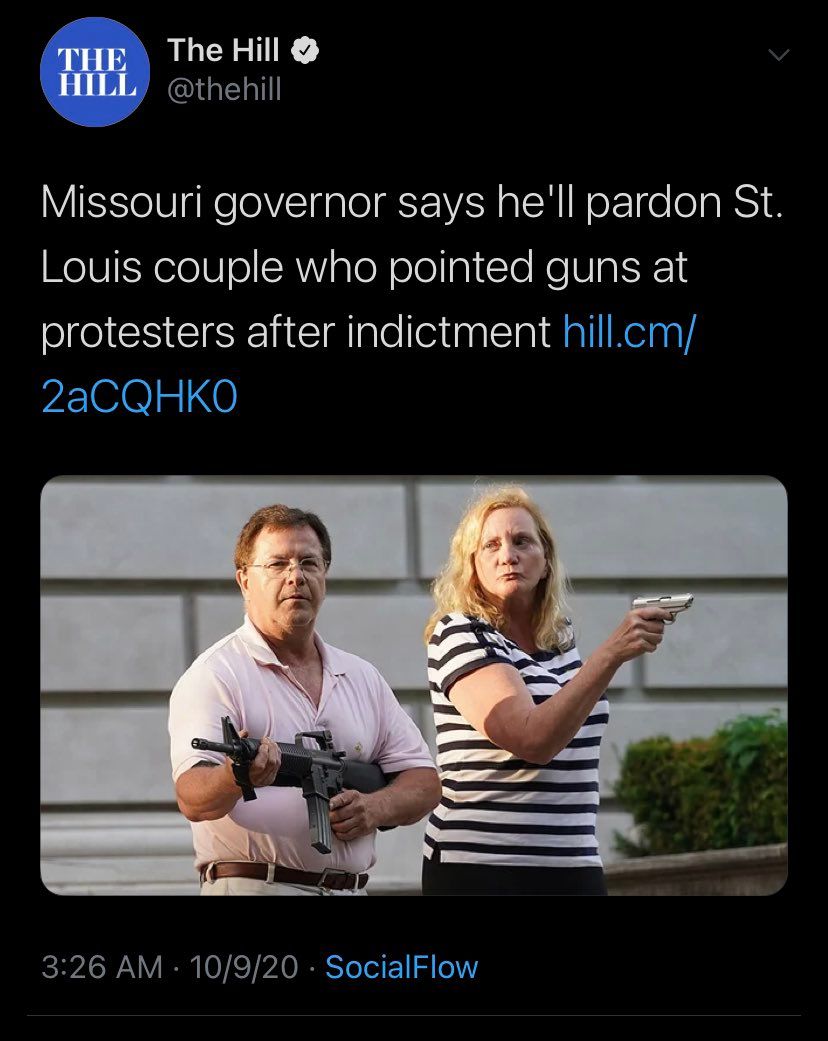 THE
HILL
The Hill
@thehill
Missouri governor says he'll pardon St.
Louis couple who pointed guns at
protesters after indictment hill.cm/
2aCQHK0
3:26 AM · 10/9/20 · SocialFlow